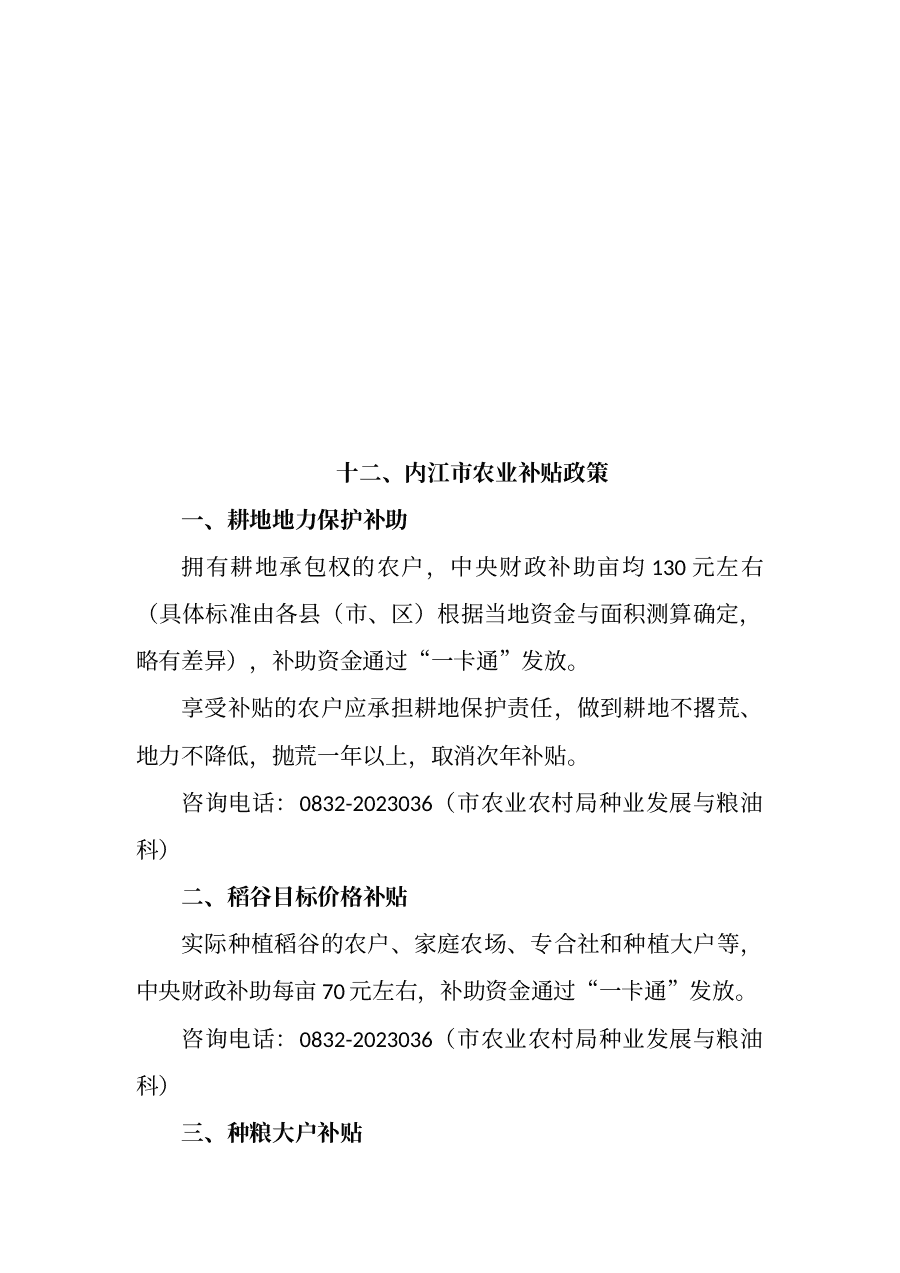 十二、内江市农业补贴政策
一、耕地地力保护补助
拥有耕地承包权的农户，中央财政补助亩均 130 元左右
（具体标准由各县（市、区）根据当地资金与面积测算确定，
略有差异），补助资金通过“一卡通”发放。
享受补贴的农户应承担耕地保护责任，做到耕地不撂荒、
地力不降低，抛荒一年以上，取消次年补贴。
咨询电话：0832-2023036（市农业农村局种业发展与粮油
科）
二、稻谷目标价格补贴
实际种植稻谷的农户、家庭农场、专合社和种植大户等，
中央财政补助每亩 70 元左右，补助资金通过“一卡通”发放。
咨询电话：0832-2023036（市农业农村局种业发展与粮油
科）
三、种粮大户补贴